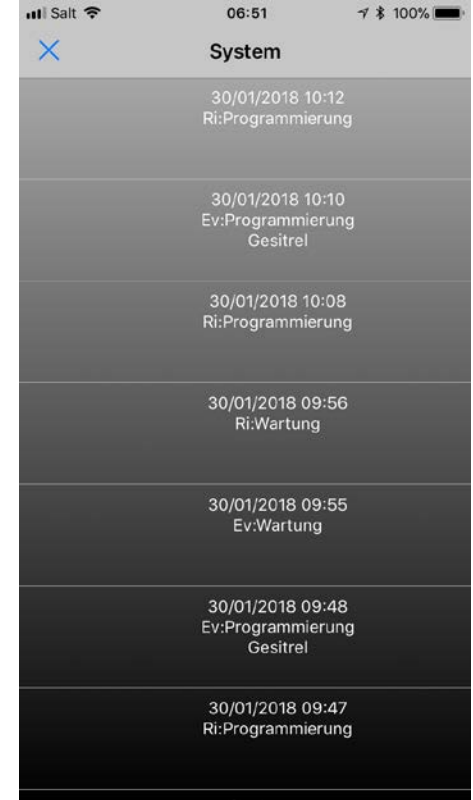 Salt 06:51 100%
System
30/01/2018 10:12
Ri:Programmierung
30/01/2018 10:10
Ev:Programmierung
Gesitrel
30/01/2018 10:08
Ri:Programmierung
30/01/2018 09:56
Ri:Wartung
30/01/2018 09:55
Ev:Wartung
30/01/2018 09:48
Ev:Programmierung
Gesitrel
30/01/2018 09:47
Ri:Programmierung